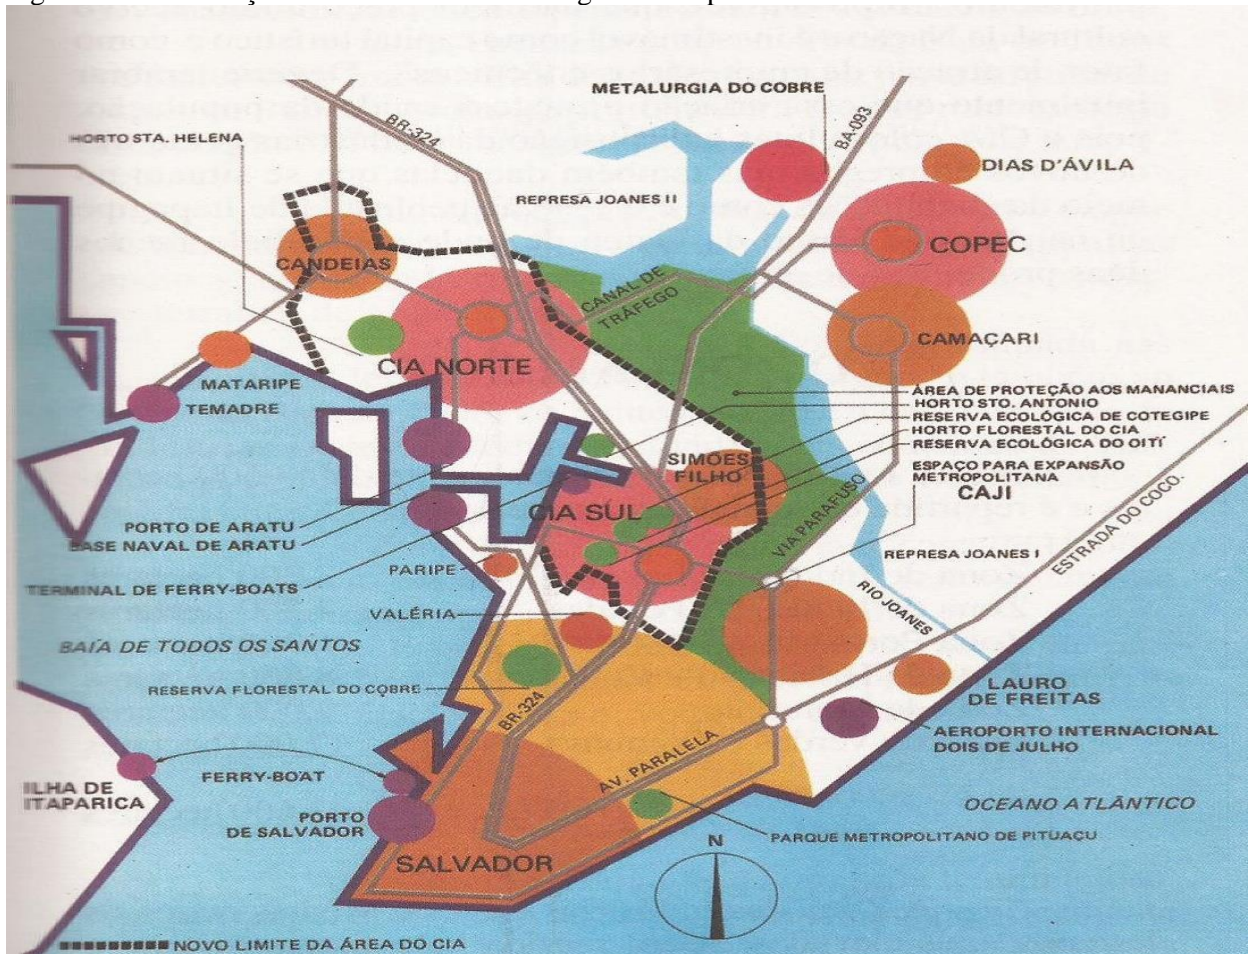 METALURGIA DO COBRE
BR-324
BA-093
HORTO STA. HELENA
DIAS D'ÁVILA
REPRESA JOANES II
COPEC
CANDEIAS
CANAL DE
TRÁFEGO
CAMAÇARI
CIA NORTE
MATARIPE
TEMADRE
ÁREA DE PROTEÇÃO AOS MANANCIAIS
HORTO STO. ANTONIO
RESERVA ECOLÓGICA DE COTEGIPE
HORTO FLORESTAL DO CIA
RESERVA ECOLÓGICA DO OITÍ
SIMÕES
FILHO
ESPAÇO PARA EXPANSÃO
METROPOLITANA
CAJI
CIA SUL
PORTO DE ARATU
BASE NAVAL DE ARATU
VIA PARAFUSO
ESTRADA DO COCO.
REPRESA JOANES I
PARIPE
TERMINAL DE FERRY-BOATS
RIO JOANES
VALÉRIA
BAÍA DE TODOS OS SANTOS
RESERVA FLORESTAL DO COBRE
BR-324
LAURO
DE FREITAS
AEROPORTO INTERNACIONAL
DOIS DE JULHO
AV. PARALELA
FERRY-BOAT
ILHA DE
ITAPARICA
OCEANO ATLÂNTICO
PORTO
DE SALVADOR
PARQUE METROPOLITANO DE PITUAÇU
N
SALVADOR
NOVO LIMITE DA ÁREA DO CIA